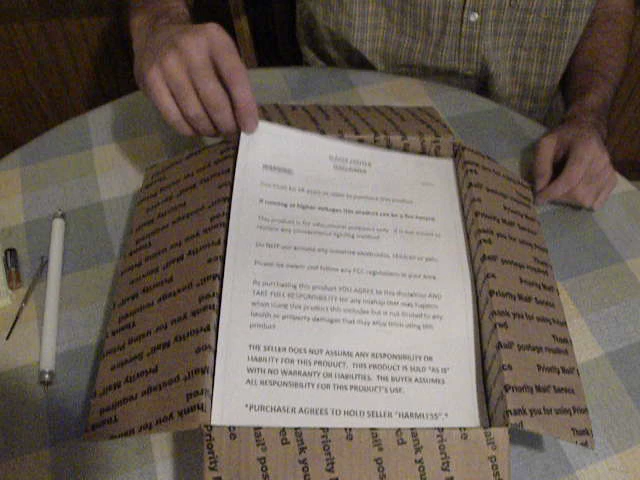 DISCLAIMER
WARNING:
You must be 18 years or older to purchase this product.
If running at higher voltages this product can be a fire hazard
This product is for educational purposes only. It is not meant to
replace any conventional lighting method
Do NOT use around any sensitive electronics, children or pets.
Please be aware and follow any FCC regulations in your area.
By purchasing this product YOU AGREE to this disclaimer AND
TAKE FULL RESPONSIBILITY for any mishap that may happen
when using this product this includes but is not limited to any
health or property damages that may arise from using this
product.
THE SELLER DOES NOT ASSUME ANY RESPONSIBILITY OR
LIABILITY FOR THIS PRODUCT. THIS PRODUCT IS SOLD "AS IS"
WITH NO WARRANTY OR LIABILITIES. THE BUYER ASSUMES
ALL RESPONSIBILITY FOR THIS PRODUCT'S USE.
*PURCHASER AGREES TO HOLD SELLER "HARMLESS".*
Priority Mail® Service
Thank you for using Priority
Mail® postage required